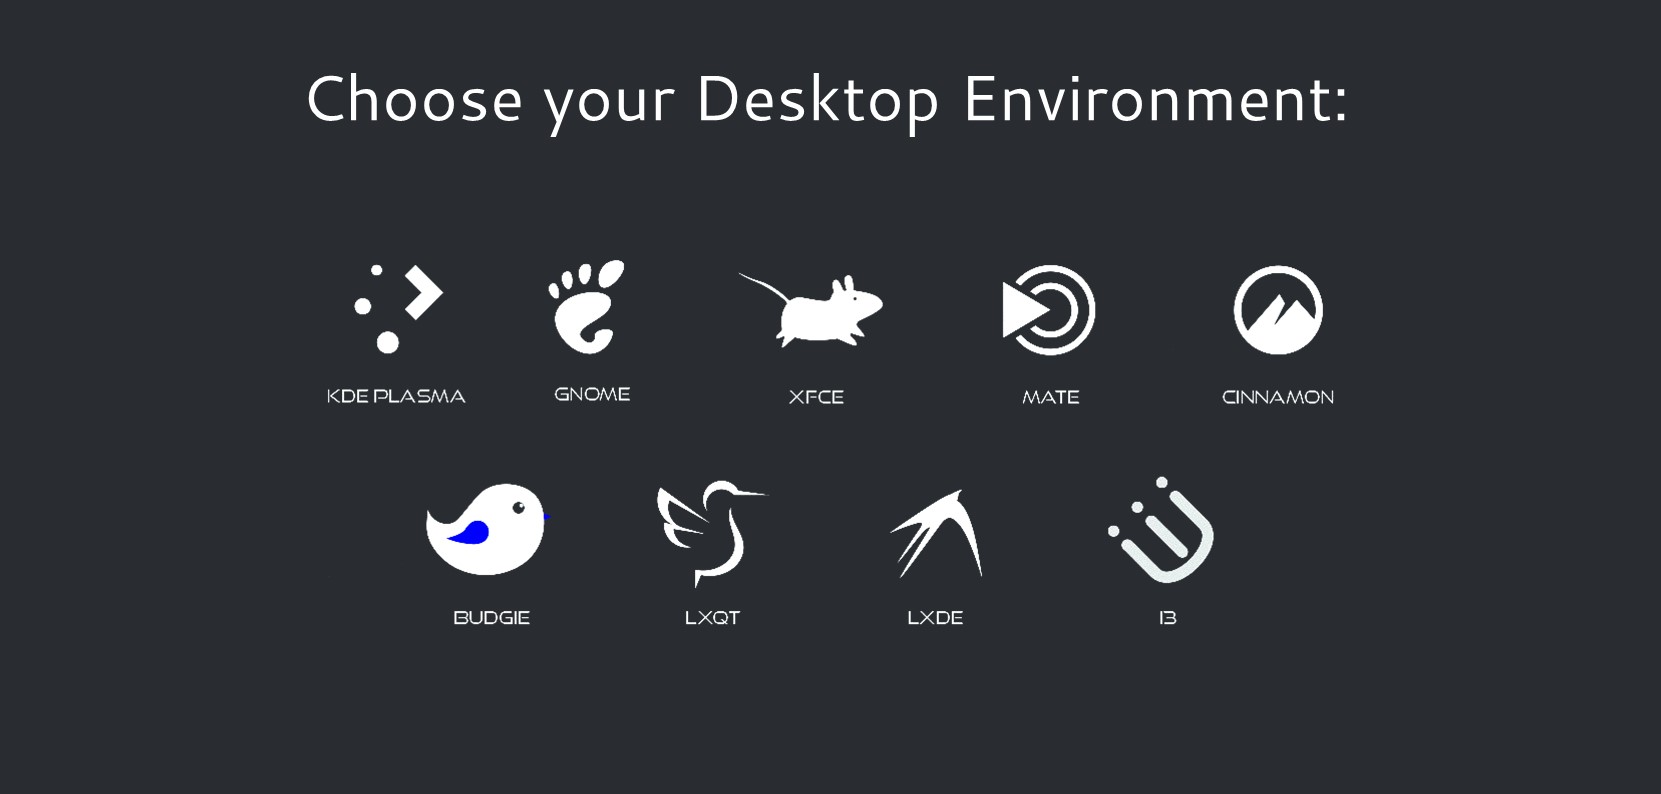 Choose your Desktop Environment:
KDE PLASMA
GNOME
XFCE
MATE
CINNAMON
BUDGIE
LXQT
LXDE
I3